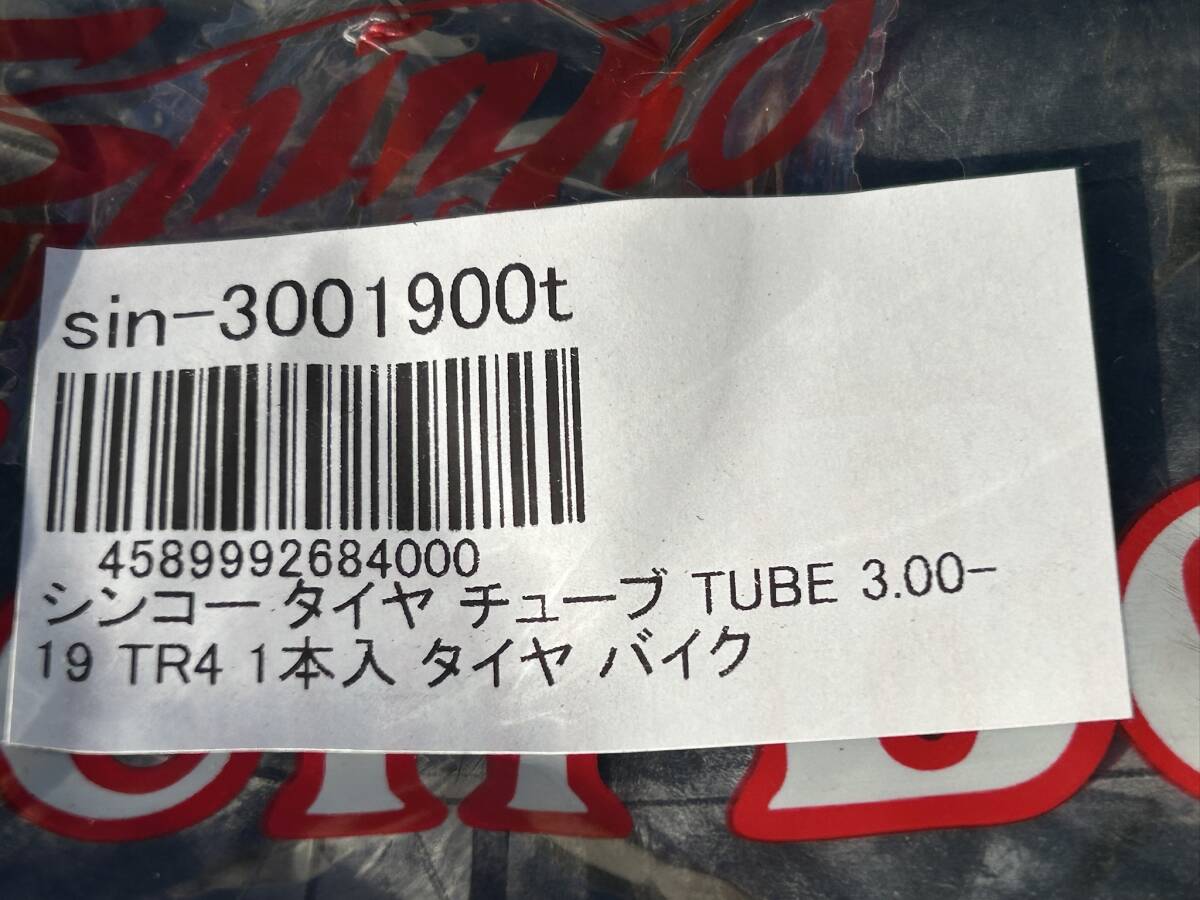 Shinko
sin-3001900t
4589992684000
シンコー タイヤ チューブ TUBE 3.00-
19 TR4 1本入 タイヤ バイク